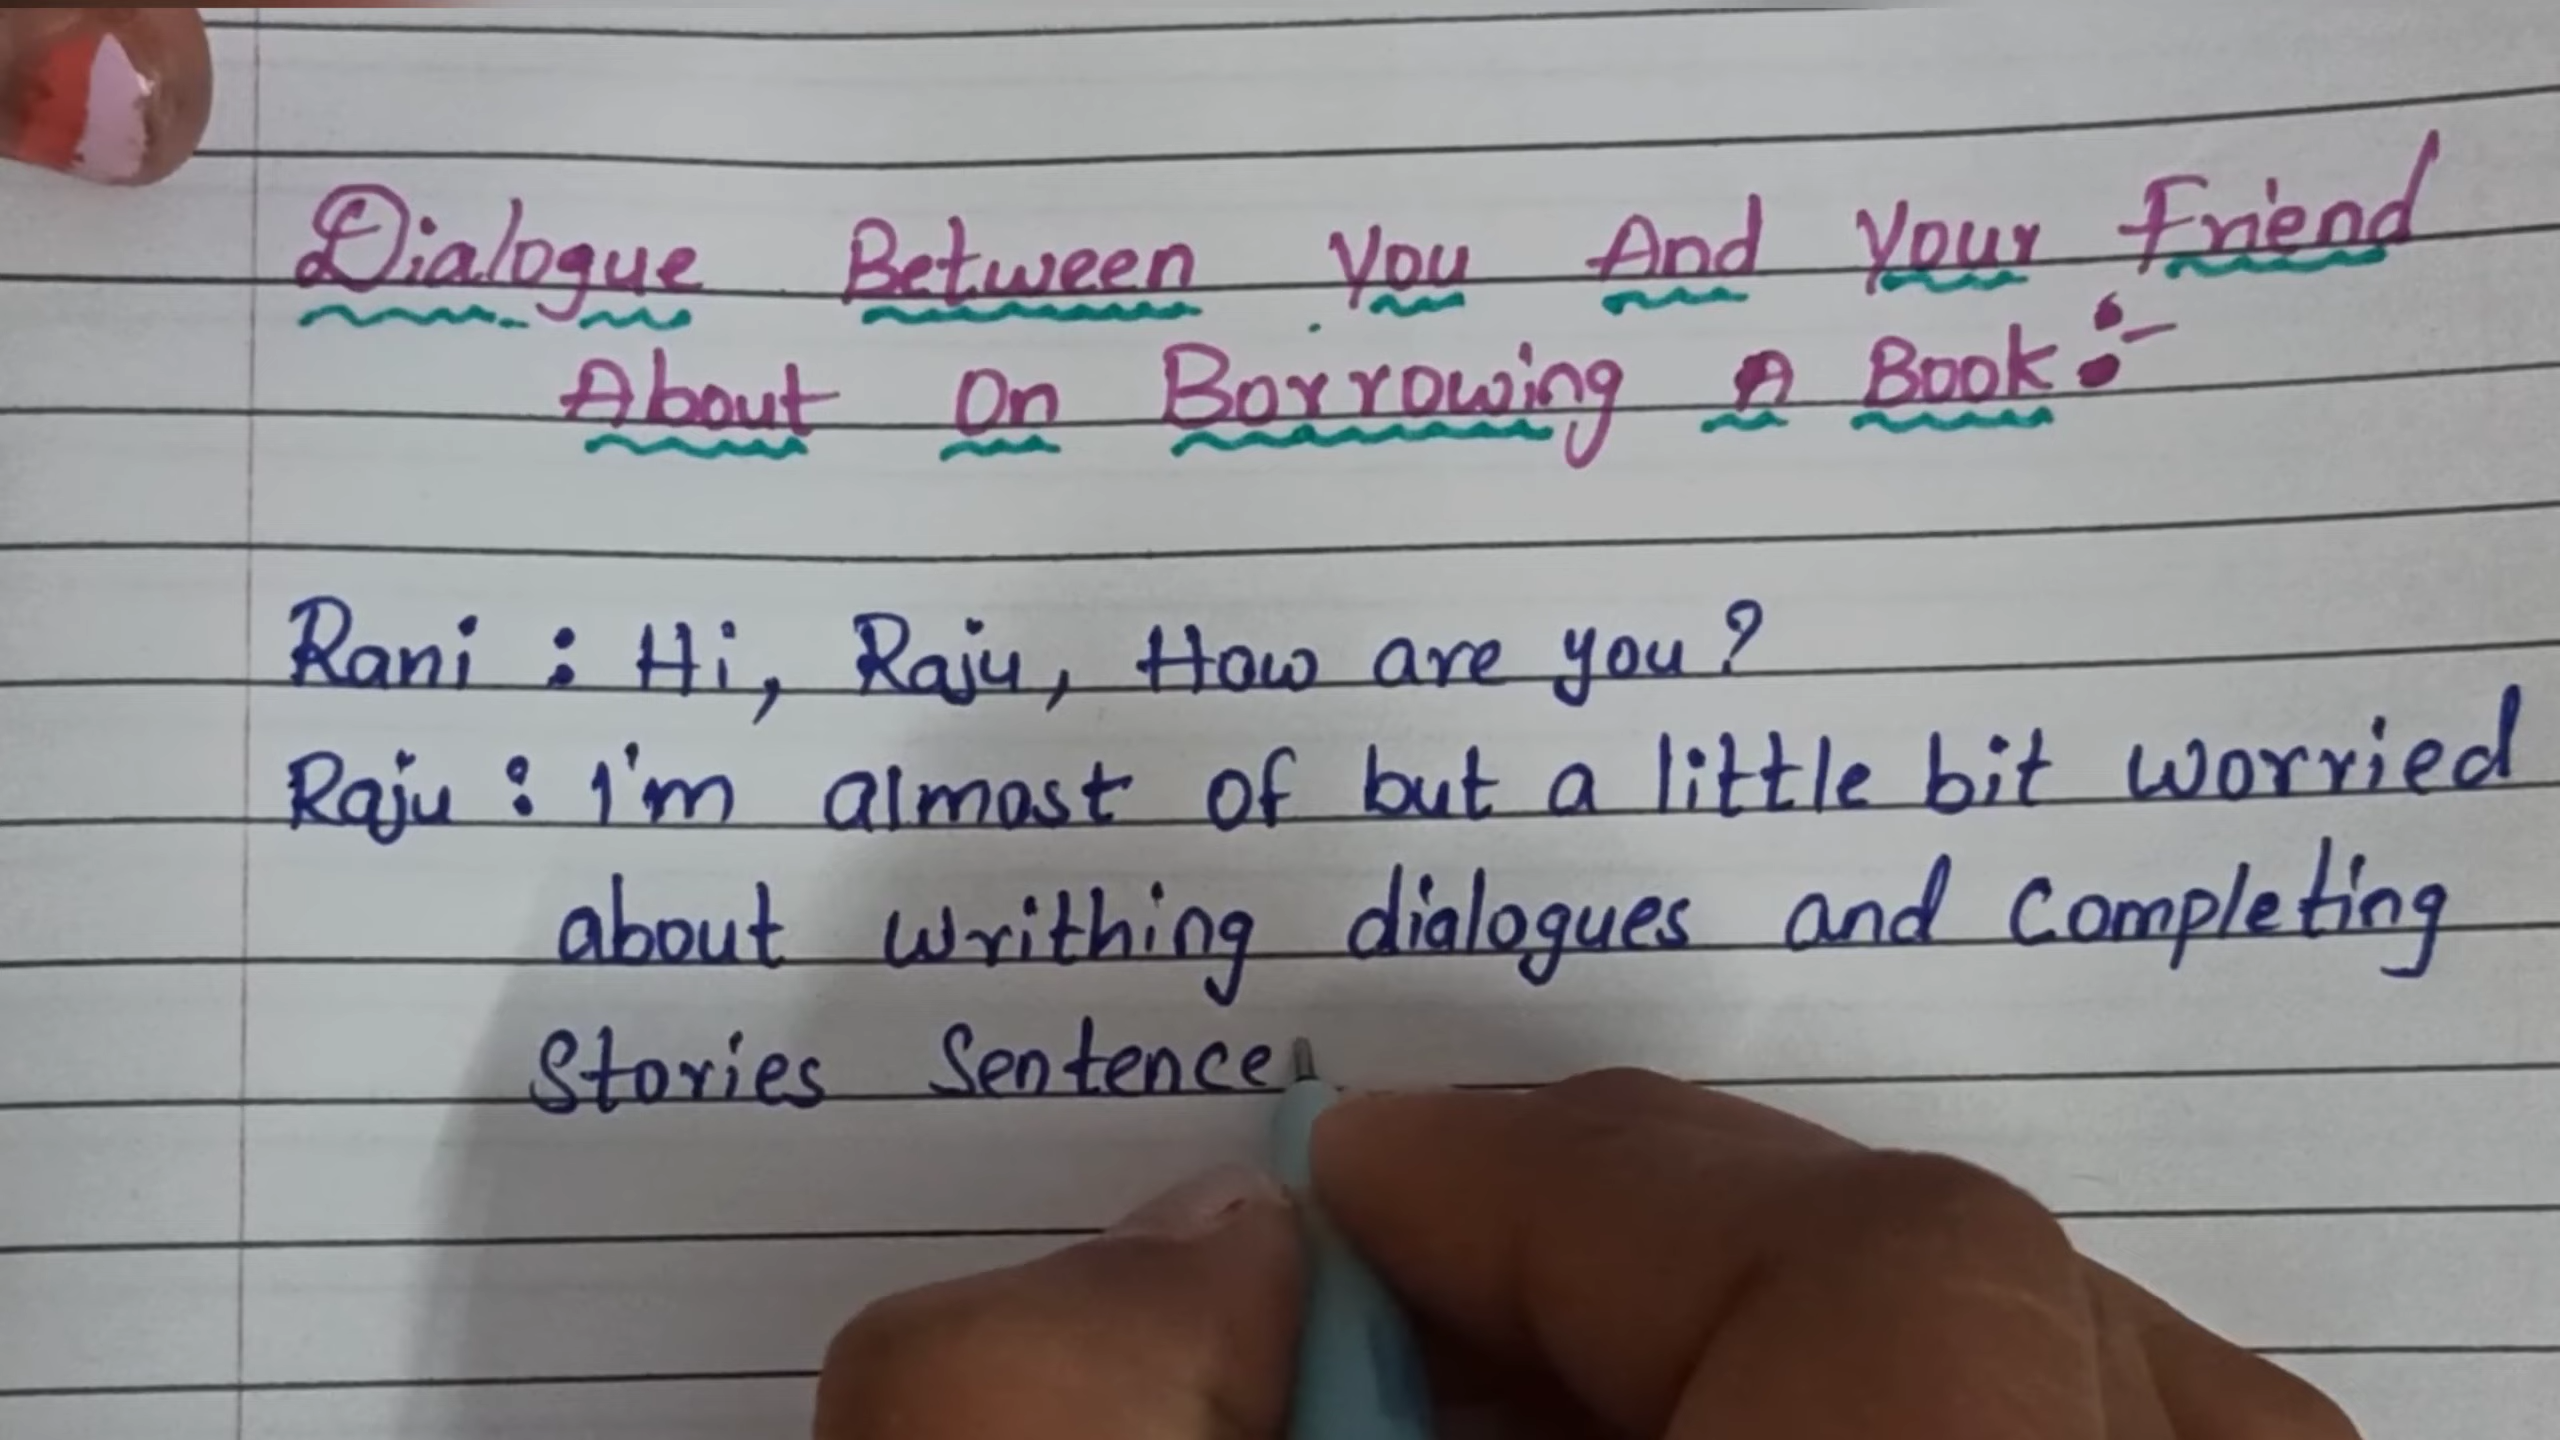 Dialogue Between You And Your Friend
About On Borrowing A Book :-
Rani : Hi, Raju, How are you?
Raju : I'm almost of but a little bit worried
about writhing dialogues and Completing
Stories Sentence